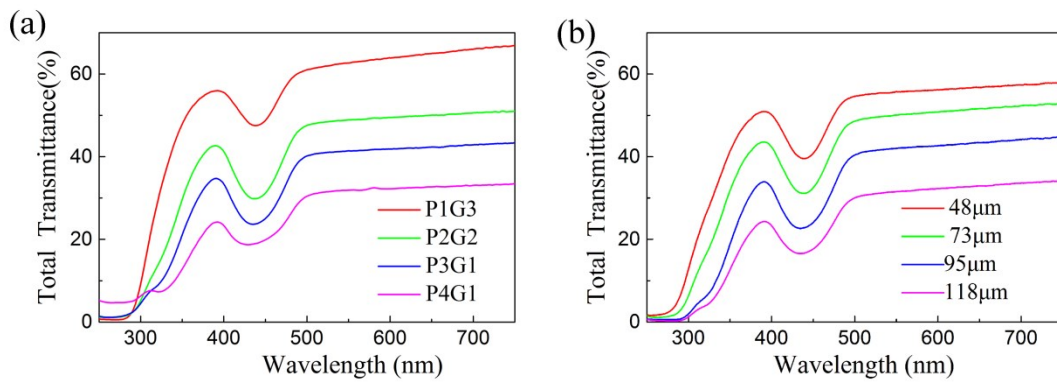 (a)
Total Transmittance(%)
60
40
20
0
300 400 500 600 700
Wavelength (nm)
P1G3
P2G2
P3G1
P4G1
(b)
Total Transmittance(%)
60
40
20
0
300 400 500 600 700
Wavelength (nm)
48μm
73μm
95μm
118μm